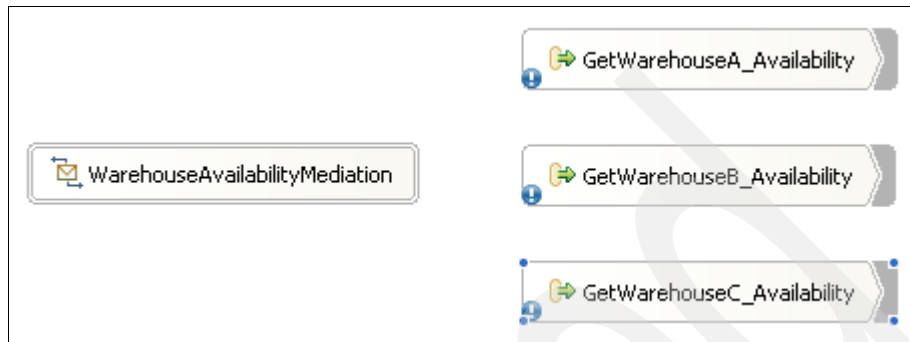 GetWarehouseA_Availability
WarehouseAvailabilityMediation
GetWarehouseB_Availability
GetWarehouseC_Availability